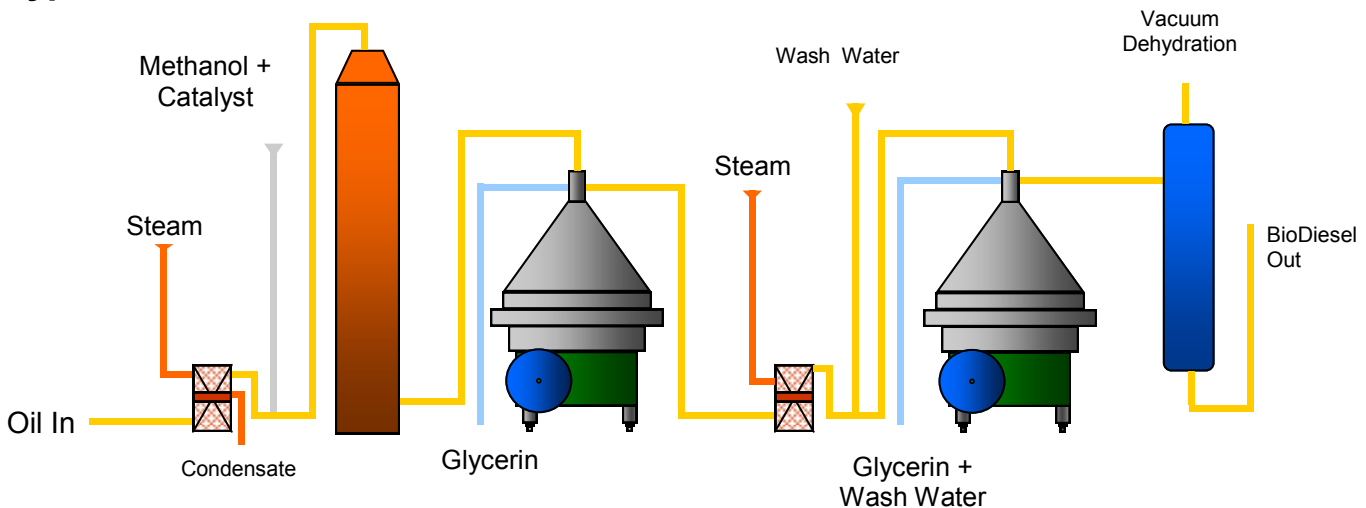 Methanol +
Catalyst
Steam
Oil In
Condensate
Glycerin
Steam
Wash Water
Glycerin +
Wash Water
Vacuum
Dehydration
BioDiesel
Out